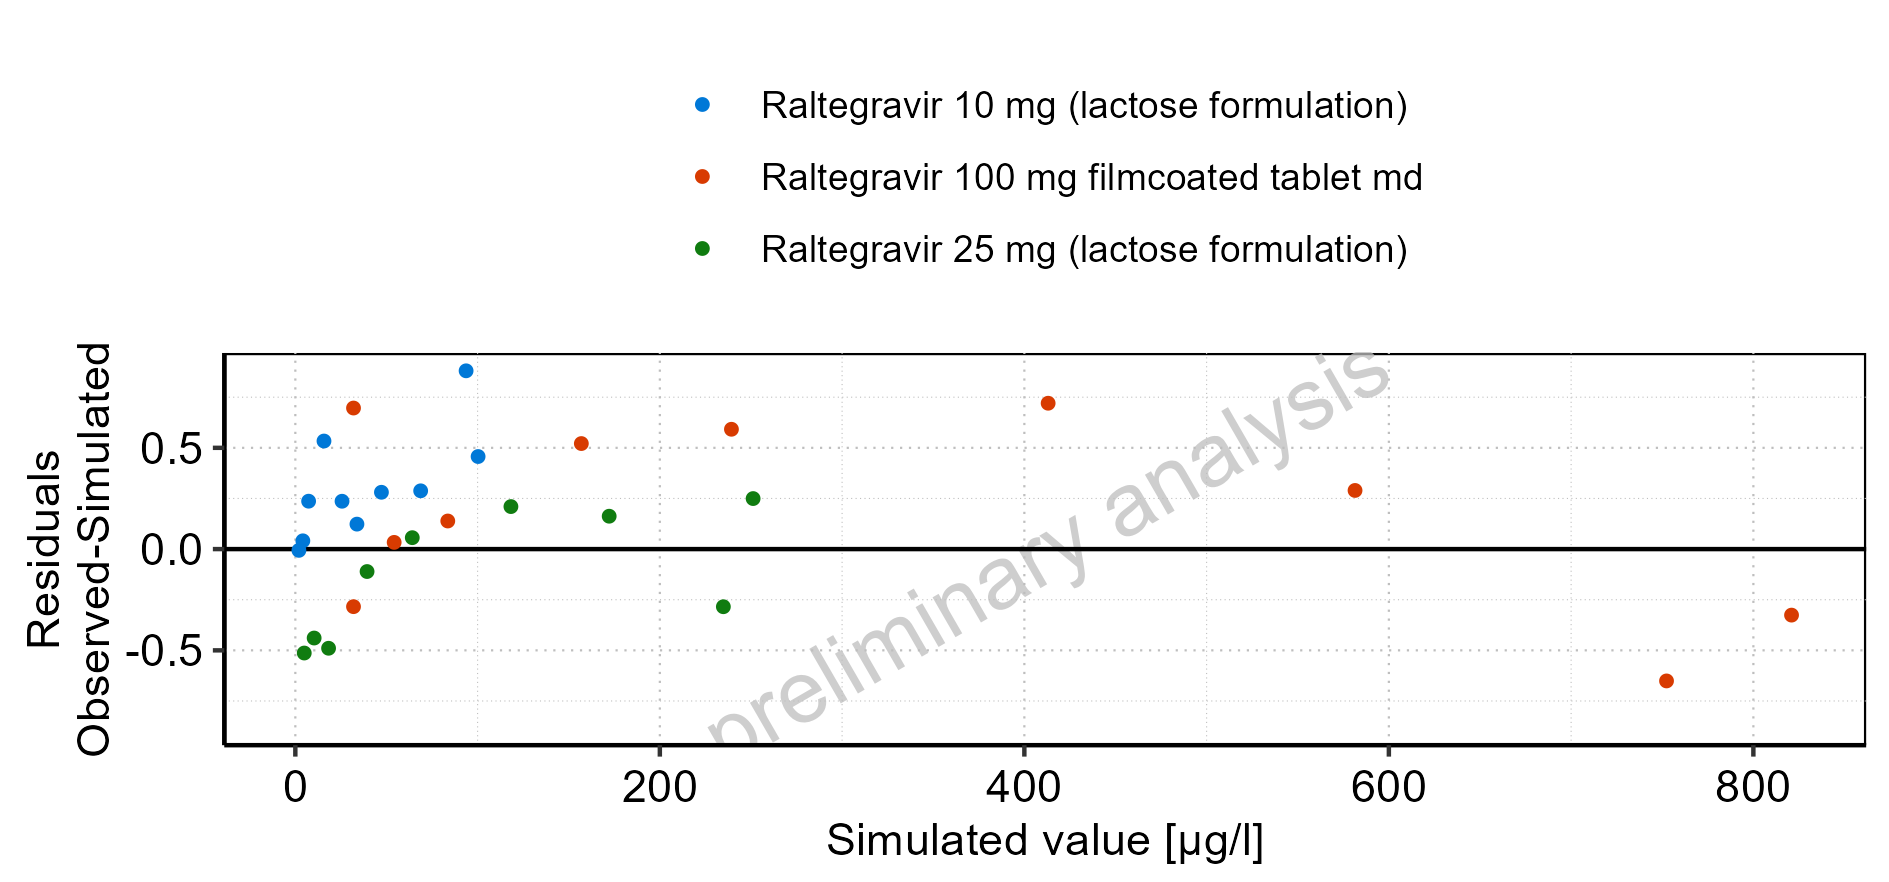 Raltegravir 10 mg (lactose formulation)
Raltegravir 100 mg filmcoated tablet md
Raltegravir 25 mg (lactose formulation)
Residuals
Observed-Simulated
0.5
0.0
-0.5
preliminary analysis
0 200 400 600 800
Simulated value [µg/l]